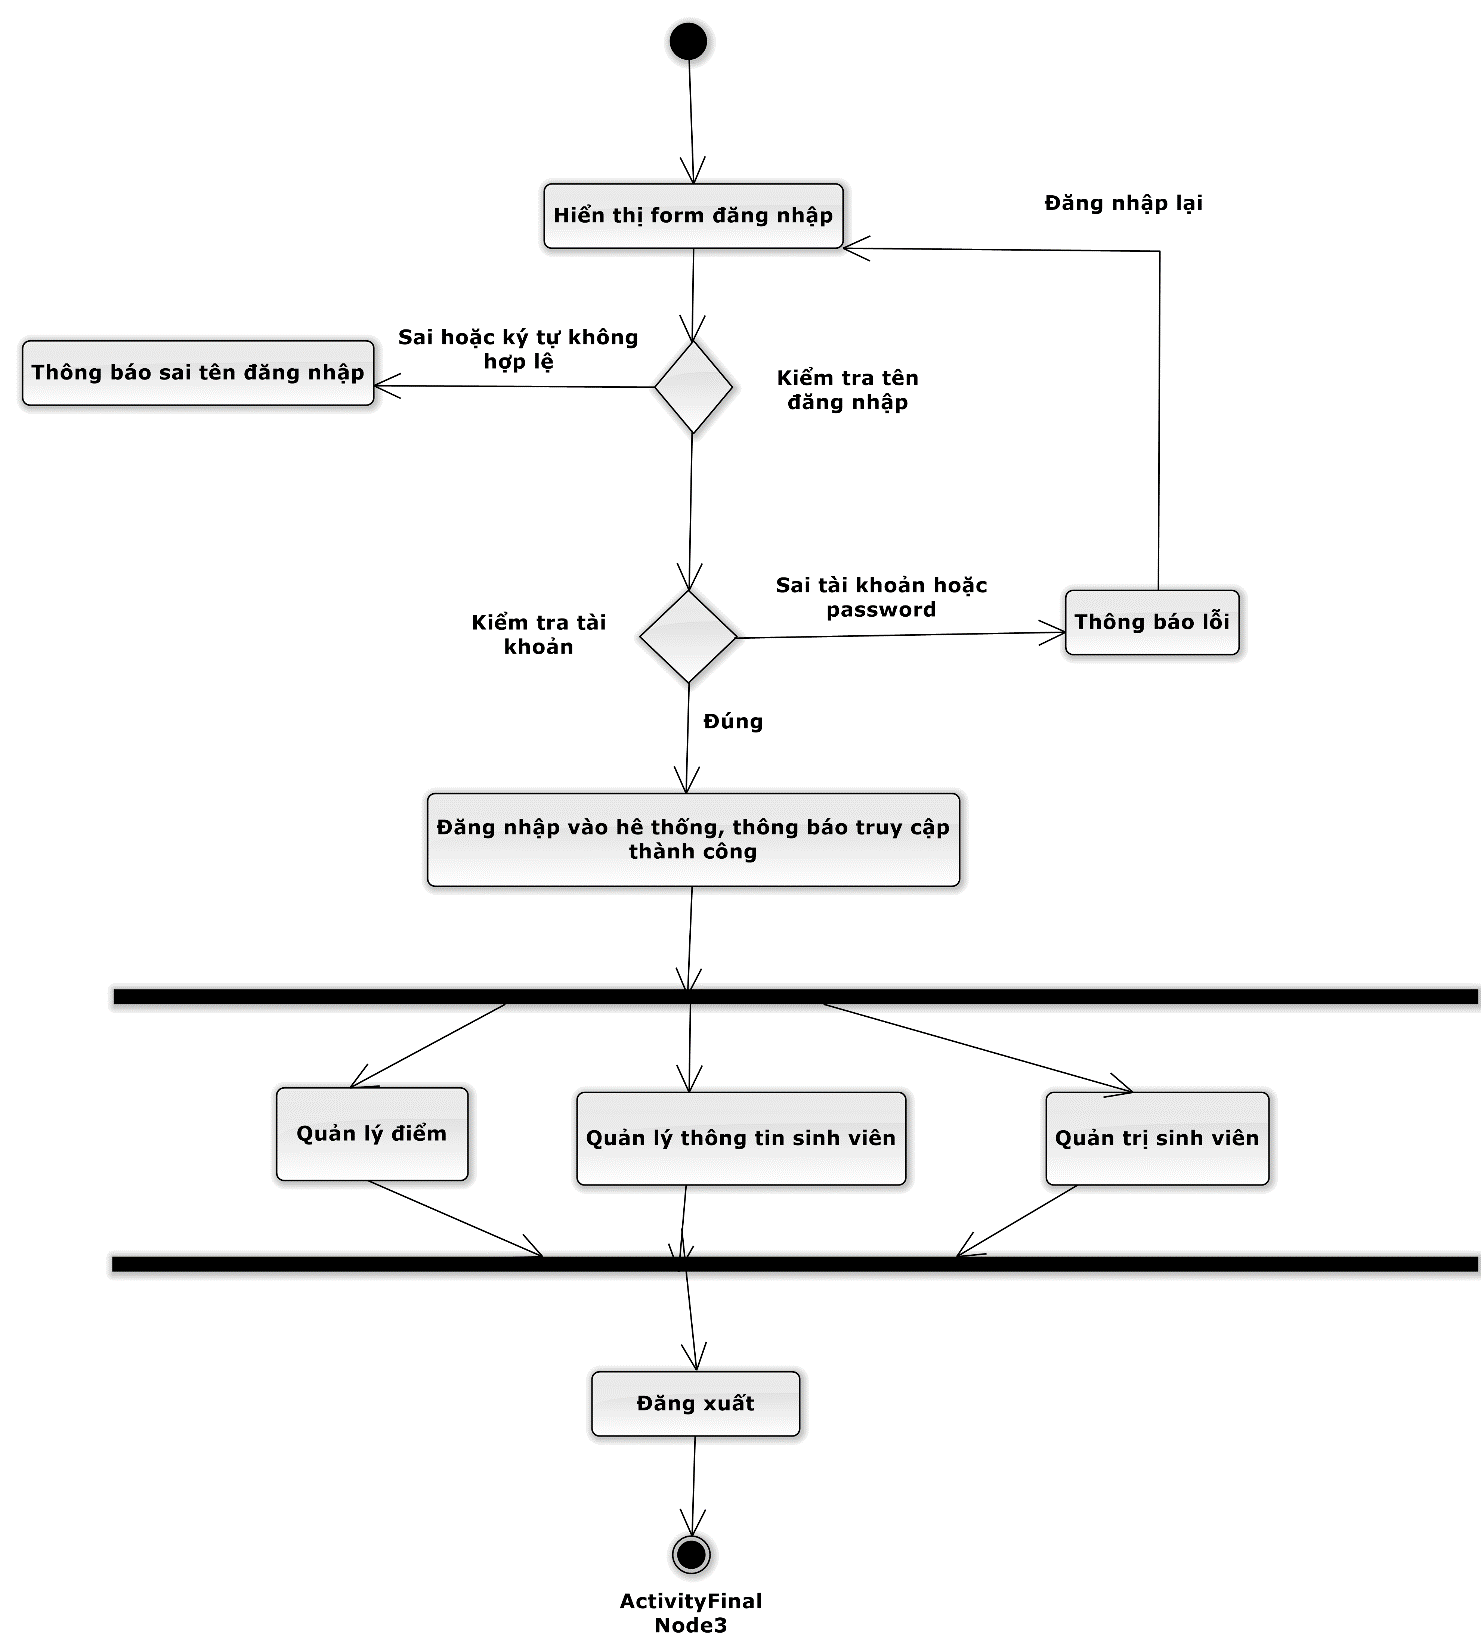 Hiển thị form đăng nhập
Đăng nhập lại
Sai hoặc ký tự không
hợp lệ
Thông báo sai tên đăng nhập
Kiểm tra tên
đăng nhập
Sai tài khoản hoặc
password
Kiểm tra tài
khoản
Thông báo lỗi
Đúng
Đăng nhập vào hê thống, thông báo truy cập
thành công
Quản lý điểm
Quản lý thông tin sinh viên
Quản trị sinh viên
Đăng xuất
ActivityFinal
Node3